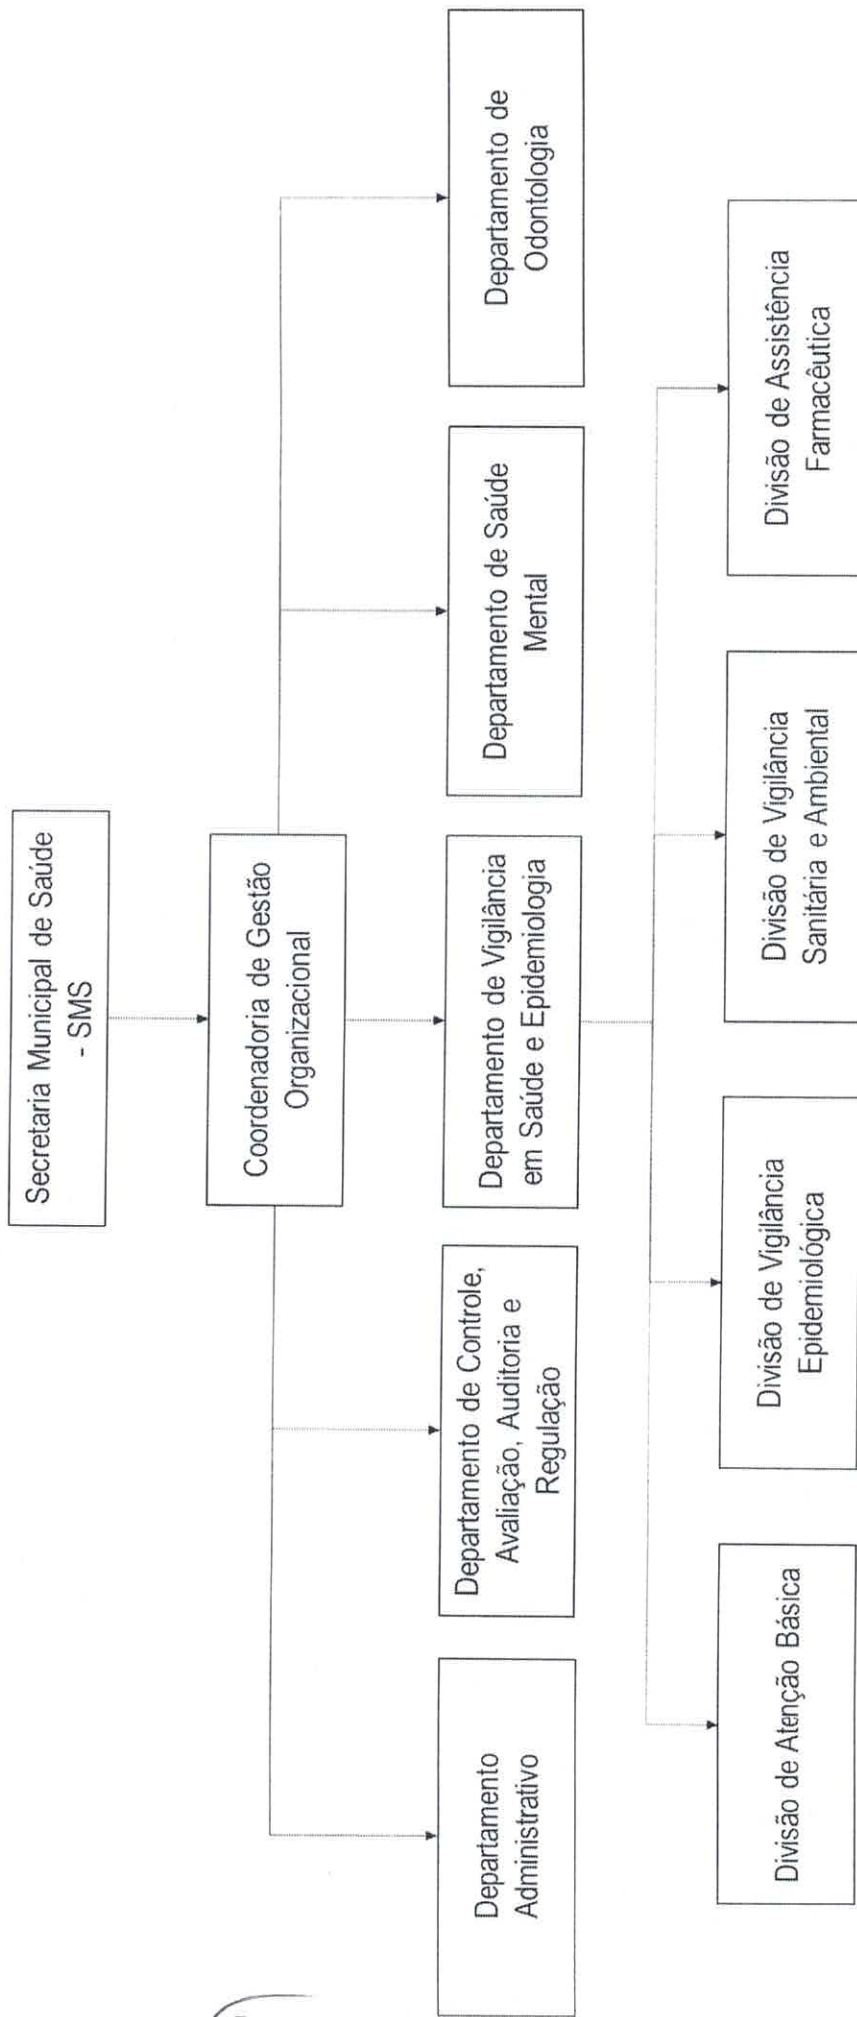 Secretaria Municipal de Saúde
- SMS
Coordenadoria de Gestão
Organizacional
Departamento
Administrativo
Departamento de Controle,
Avaliação, Auditoria e
Regulação
Departamento de Vigilância
em Saúde e Epidemiologia
Departamento de Saúde
Mental
Departamento de
Odontologia
Divisão de Atenção Básica
Divisão de Vigilância
Epidemiológica
Divisão de Vigilância
Sanitária e Ambiental
Divisão de Assistência
Farmacêutica